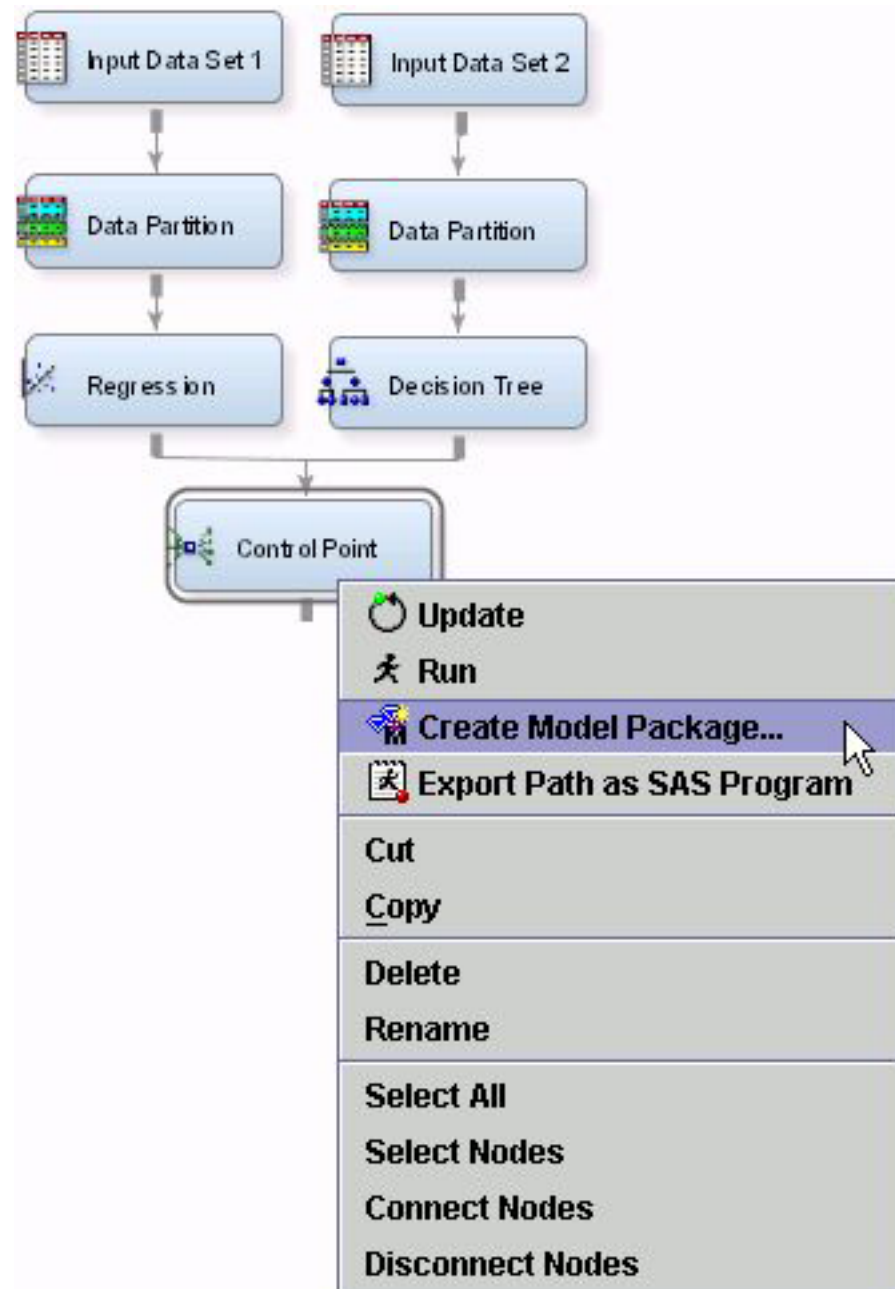 Input Data Set 1
Input Data Set 2
Data Partition
Data Partition
Regression
Decision Tree
Control Point
Update
Run
Create Model Package...
Export Path as SAS Program
Cut
Copy
Delete
Rename
Select All
Select Nodes
Connect Nodes
Disconnect Nodes